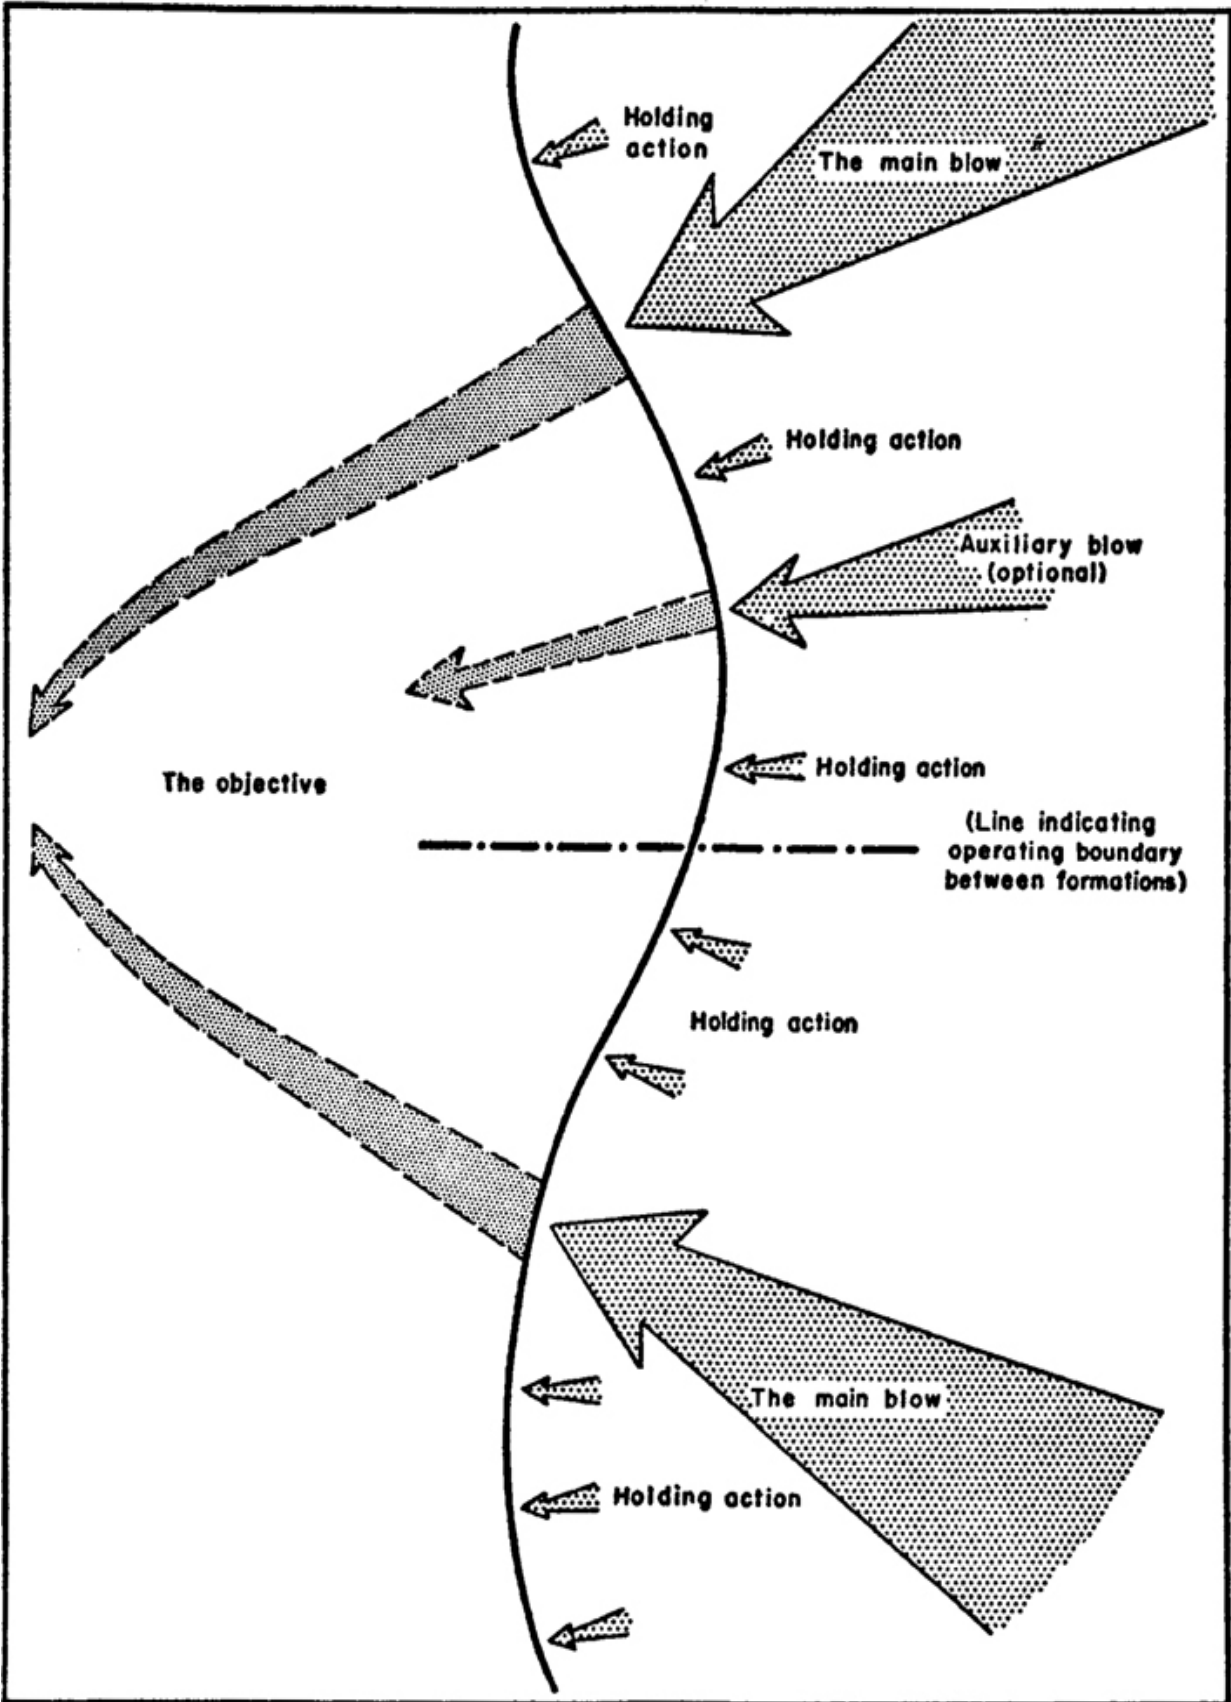 Holding
action
The main blow
Holding action
Auxiliary blow
(optional)
The objective
Holding action
(Line indicating
operating boundary
between formations)
Holding action
The main blow
Holding action